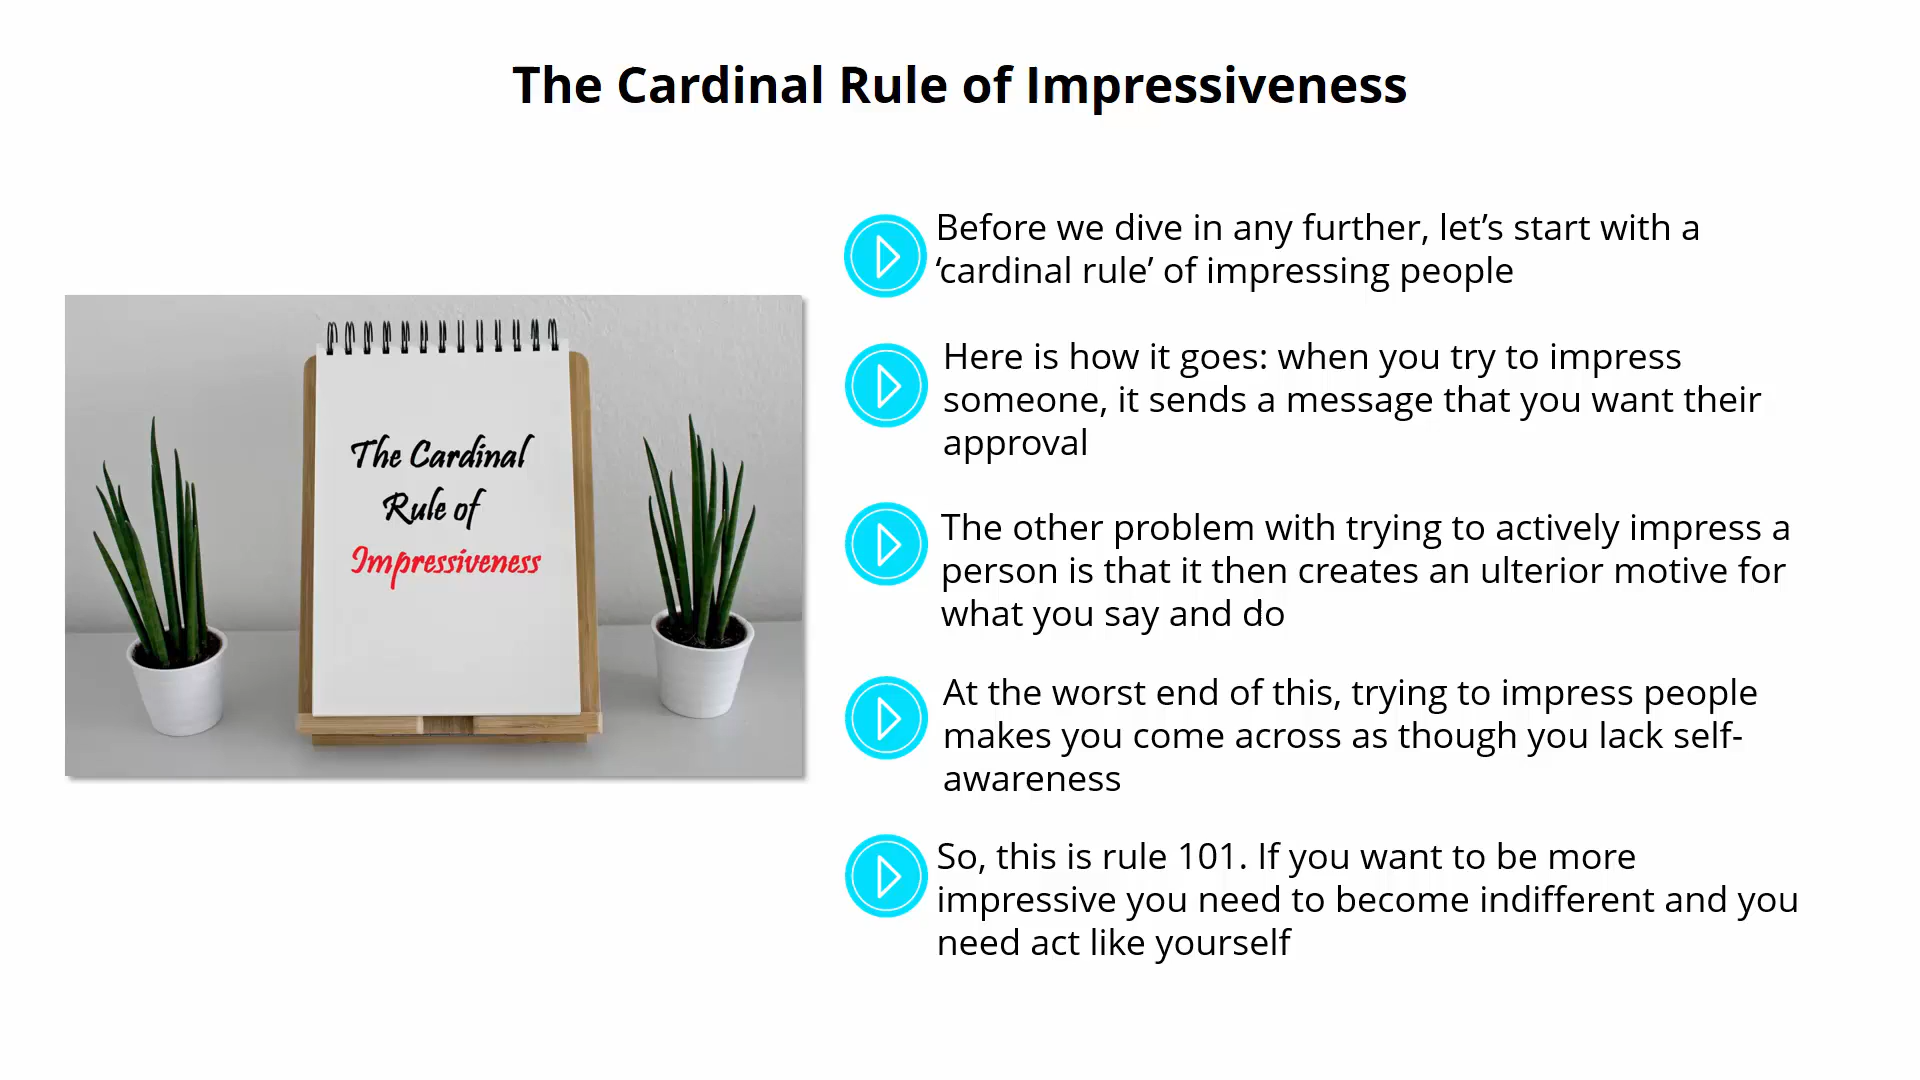 The Cardinal Rule of Impressiveness
The Cardinal
Rule of
Impressiveness
Before we dive in any further, let’s start with a
‘cardinal rule’ of impressing people
Here is how it goes: when you try to impress
someone, it sends a message that you want their
approval
The other problem with trying to actively impress a
person is that it then creates an ulterior motive for
what you say and do
At the worst end of this, trying to impress people
makes you come across as though you lack self-
awareness
So, this is rule 101. If you want to be more
impressive you need to become indifferent and you
need act like yourself